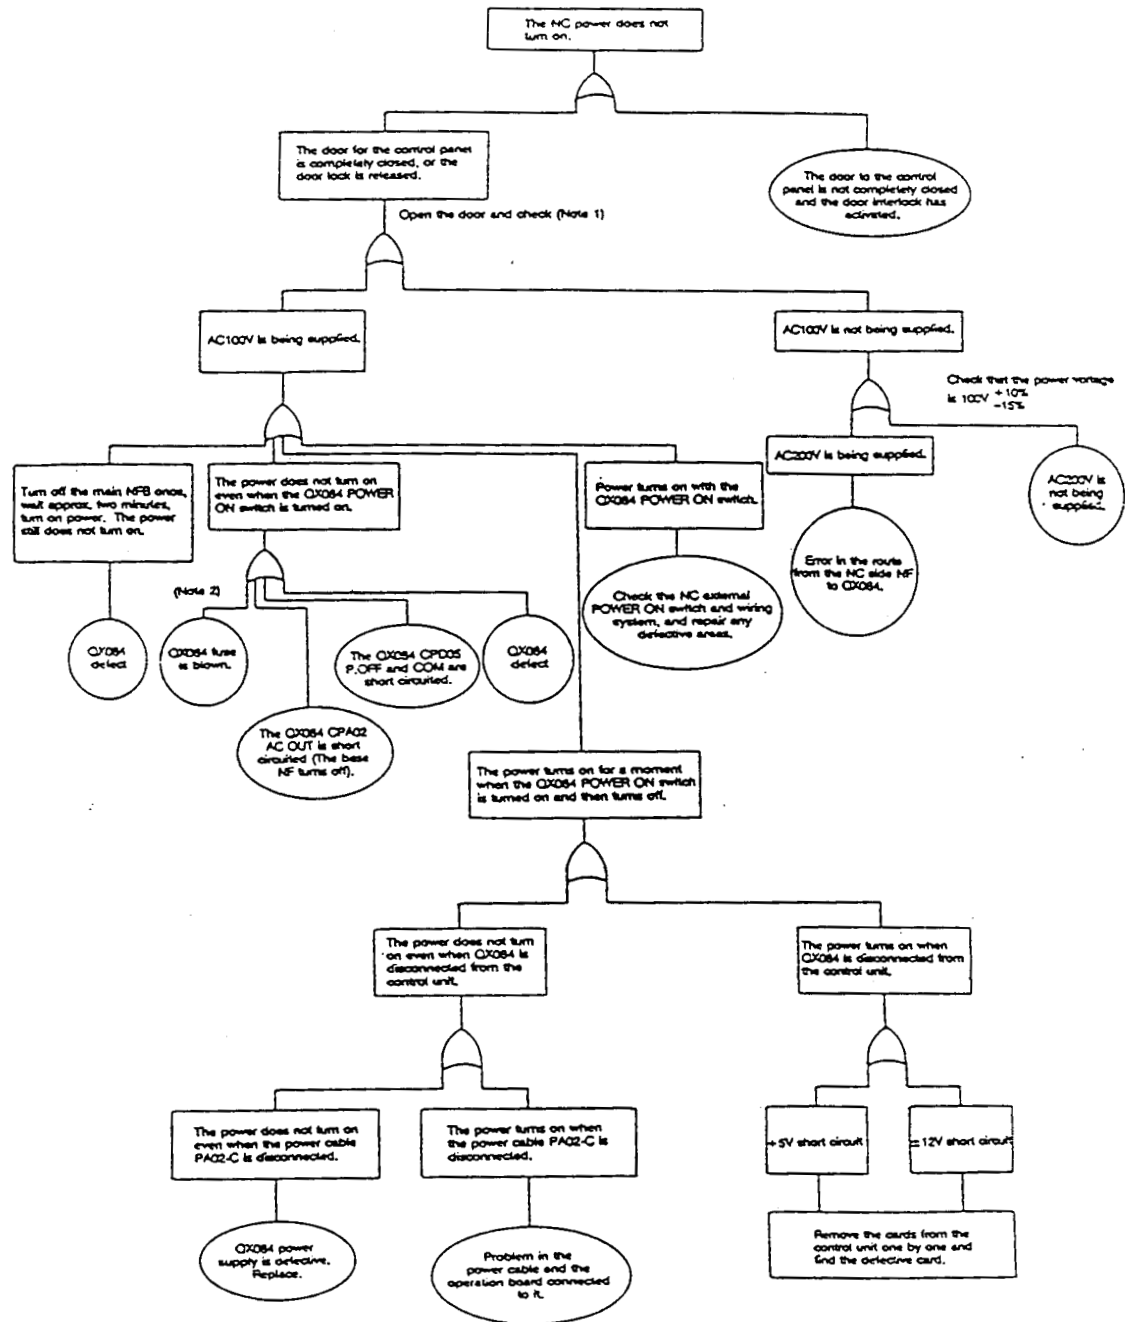 The NC power does not
turn on.
The door for the control panel
is completely closed, or the
door lock is released.
The door to the control
panel is not completely closed
and the door interlock has
activated.
Open the door and check (Note 1)
AC100V is being supplied.
AC100V is not being supplied.
Check that the power vortage
is 100V +10%
-15%
Turn off the main NFB once,
wait approx. two minutes,
turn on power. The power
still does not turn on.
The power does not turn on
even when the QX084 POWER
ON switch is turned on.
Power turns on with the
QX084 POWER ON switch.
AC200V is being supplied.
AC200V is
not being
supplied.
Error in the route
from the NC side NF
to QX084.
Check the NC external
POWER ON switch and wiring
system, and repair any
defective areas.
(Note 2)
QX084
defect
QX084 fuse
is blown.
The QX084 CPD05
P.OFF and COM are
short circuited.
QX084
defect
The QX084 CPA02
AC OUT is short
circuited (The base
NF turns off).
The power turns on for a moment
when the QX084 POWER ON switch
is turned on and then turns off.
The power does not turn
on even when QX084 is
disconnected from the
control unit.
The power turns on when
QX084 is disconnected from
the control unit.
The power does not turn on
even when the power cable
PA02-C is disconnected.
The power turns on when
the power cable PA02-C is
disconnected.
+5V short circuit
±12V short circuit
QX084 power
supply is defective.
Replace.
Problem in the
power cable and the
operation board connected
to it.
Remove the cards from the
control unit one by one and
find the defective card.